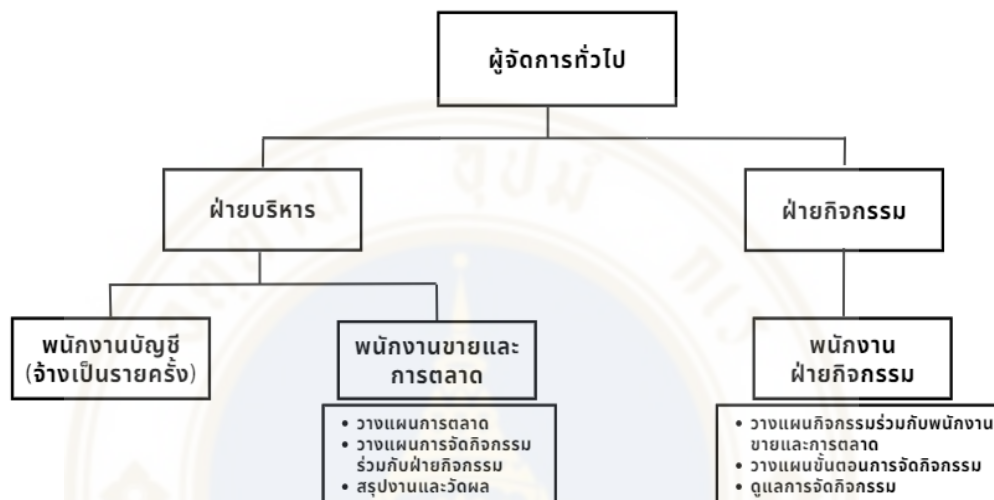 ผู้จัดการทั่วไป
ฝ่ายบริหาร
ฝ่ายกิจกรรม
พนักงานบัญชี
(จ้างเป็นรายครั้ง)
พนักงานขายและ
การตลาด
พนักงาน
ฝ่ายกิจกรรม
• วางแผนการตลาด
• วางแผนการจัดกิจกรรม
ร่วมกับฝ่ายกิจกรรม
• สรุปงานและวัดผล
• วางแผนกิจกรรมร่วมกับพนักงาน
ขายและการตลาด
• วางแผนขั้นตอนการจัดกิจกรรม
• ดูแลการจัดกิจกรรม